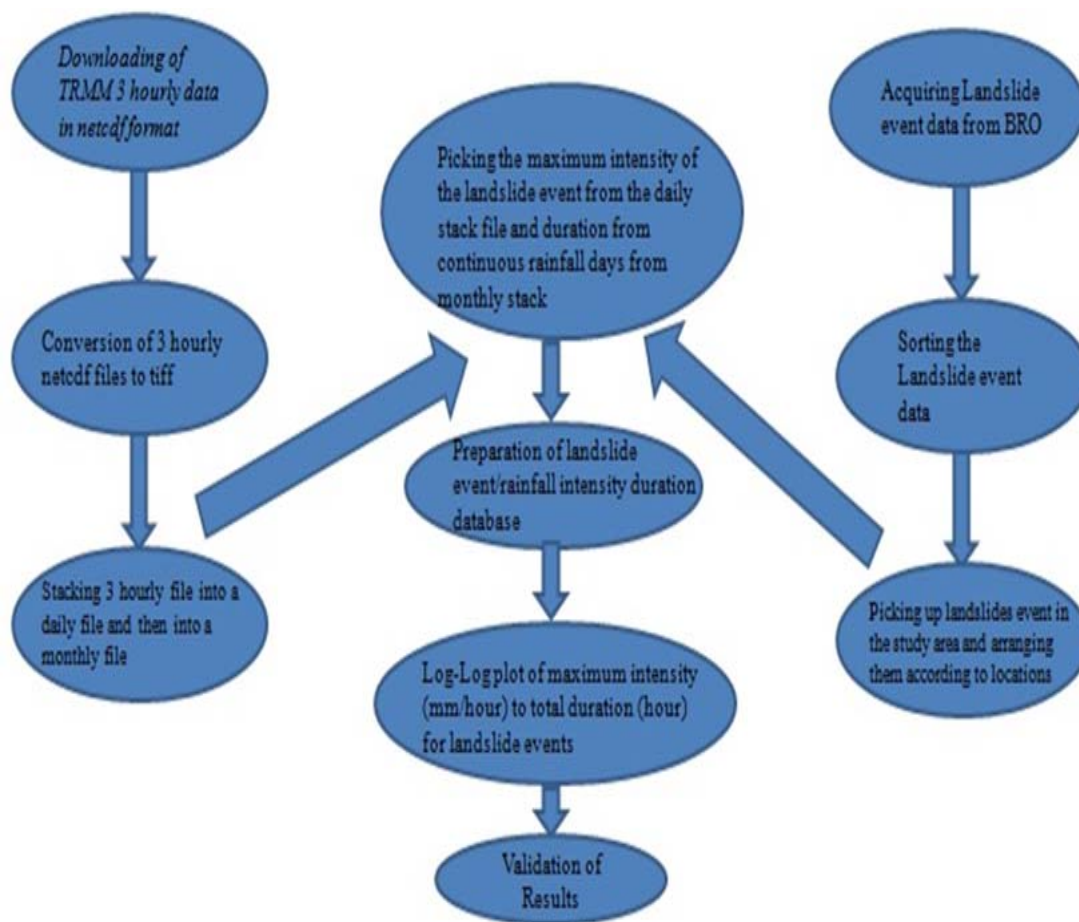 Downloading of
TRMM 3 hourly data
in netcdf format
Conversion of 3 hourly
netcdf files to tiff
Stacking 3 hourly file into a
daily file and then into a
monthly file
Picking the maximum intensity of
the landslide event from the daily
stack file and duration from
continuous rainfall days from
monthly stack
Preparation of landslide
event/rainfall intensity duration
database
Log-Log plot of maximum intensity
(mm/hour) to total duration (hour)
for landslide events
Validation of
Results
Acquiring Landslide
event data from BRO
Sorting the
Landslide event
data
Picking up landslides event in
the study area and arranging
them according to locations